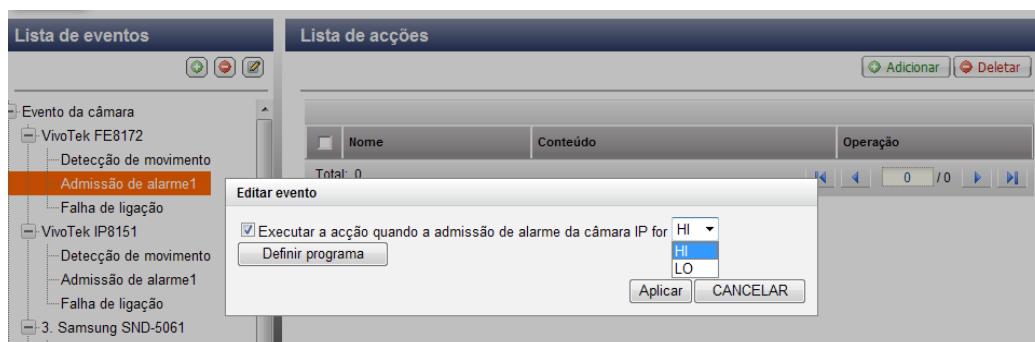 Lista de eventos
Lista de acções
Adicionar
Deletar
Evento da câmara
VivoTek FE8172
Detecção de movimento
Admissão de alarme1
Falha de ligação
VivoTek IP8151
Detecção de movimento
Admissão de alarme1
Falha de ligação
3. Samsung SND-5061
Nome
Conteúdo
Operação
Total: 0
0 / 0
Editar evento
Executar a acção quando a admissão de alarme da câmara IP for HI
HI
LO
Definir programa
Aplicar
CANCELAR